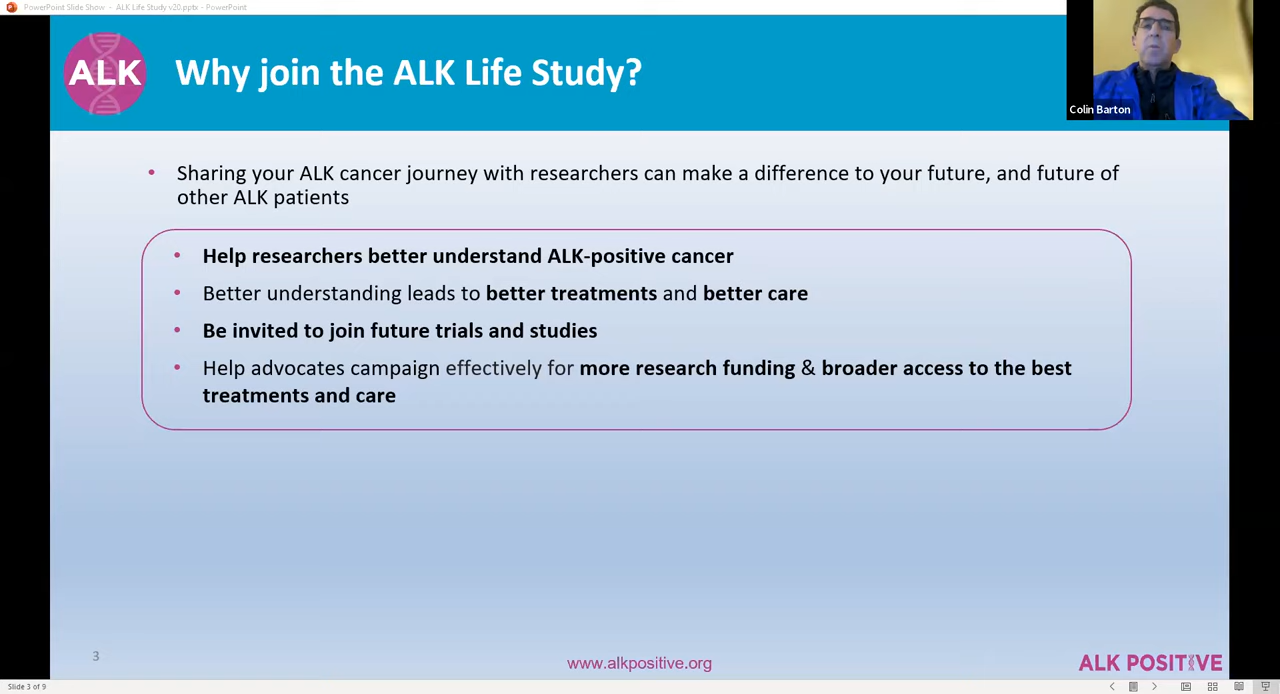 PowerPoint Slide Show - ALK Life Study v20.pptx - PowerPoint
ALK
Why join the ALK Life Study?
Colin Barton
• Sharing your ALK cancer journey with researchers can make a difference to your future, and future of
other ALK patients
• Help researchers better understand ALK-positive cancer
• Better understanding leads to better treatments and better care
• Be invited to join future trials and studies
• Help advocates campaign effectively for more research funding & broader access to the best
treatments and care
3
www.alkpositive.org
ALK POSITIVE
Slide 3 of 9